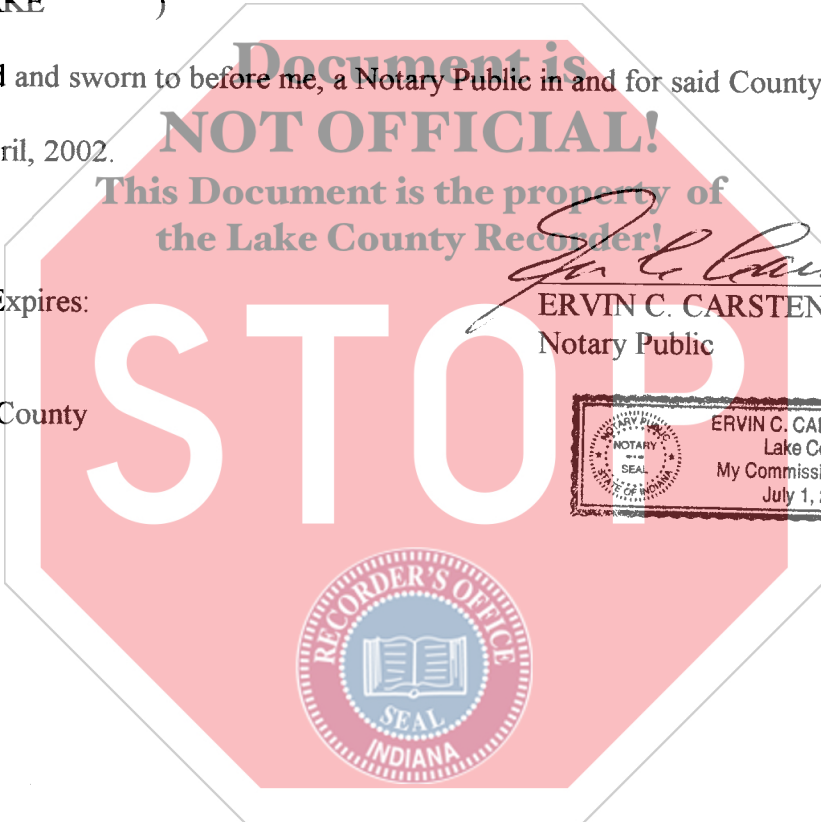 RKE )
Document is
d and sworn to before me, a Notary Public in and for said County
NOT OFFICIAL!
ril, 2002.
This Document is the property of
the Lake County Recorder!
Expires:
ERVIN C. CARSTEN
Notary Public
STOP
County
ERVIN C. CA
Lake Co
My Commissi
July 1,
NOTARY PUBLIC
NOTARY
SEAL
STATE OF INDIANA
RECORDER'S OFFICE
SEAL
INDIANA